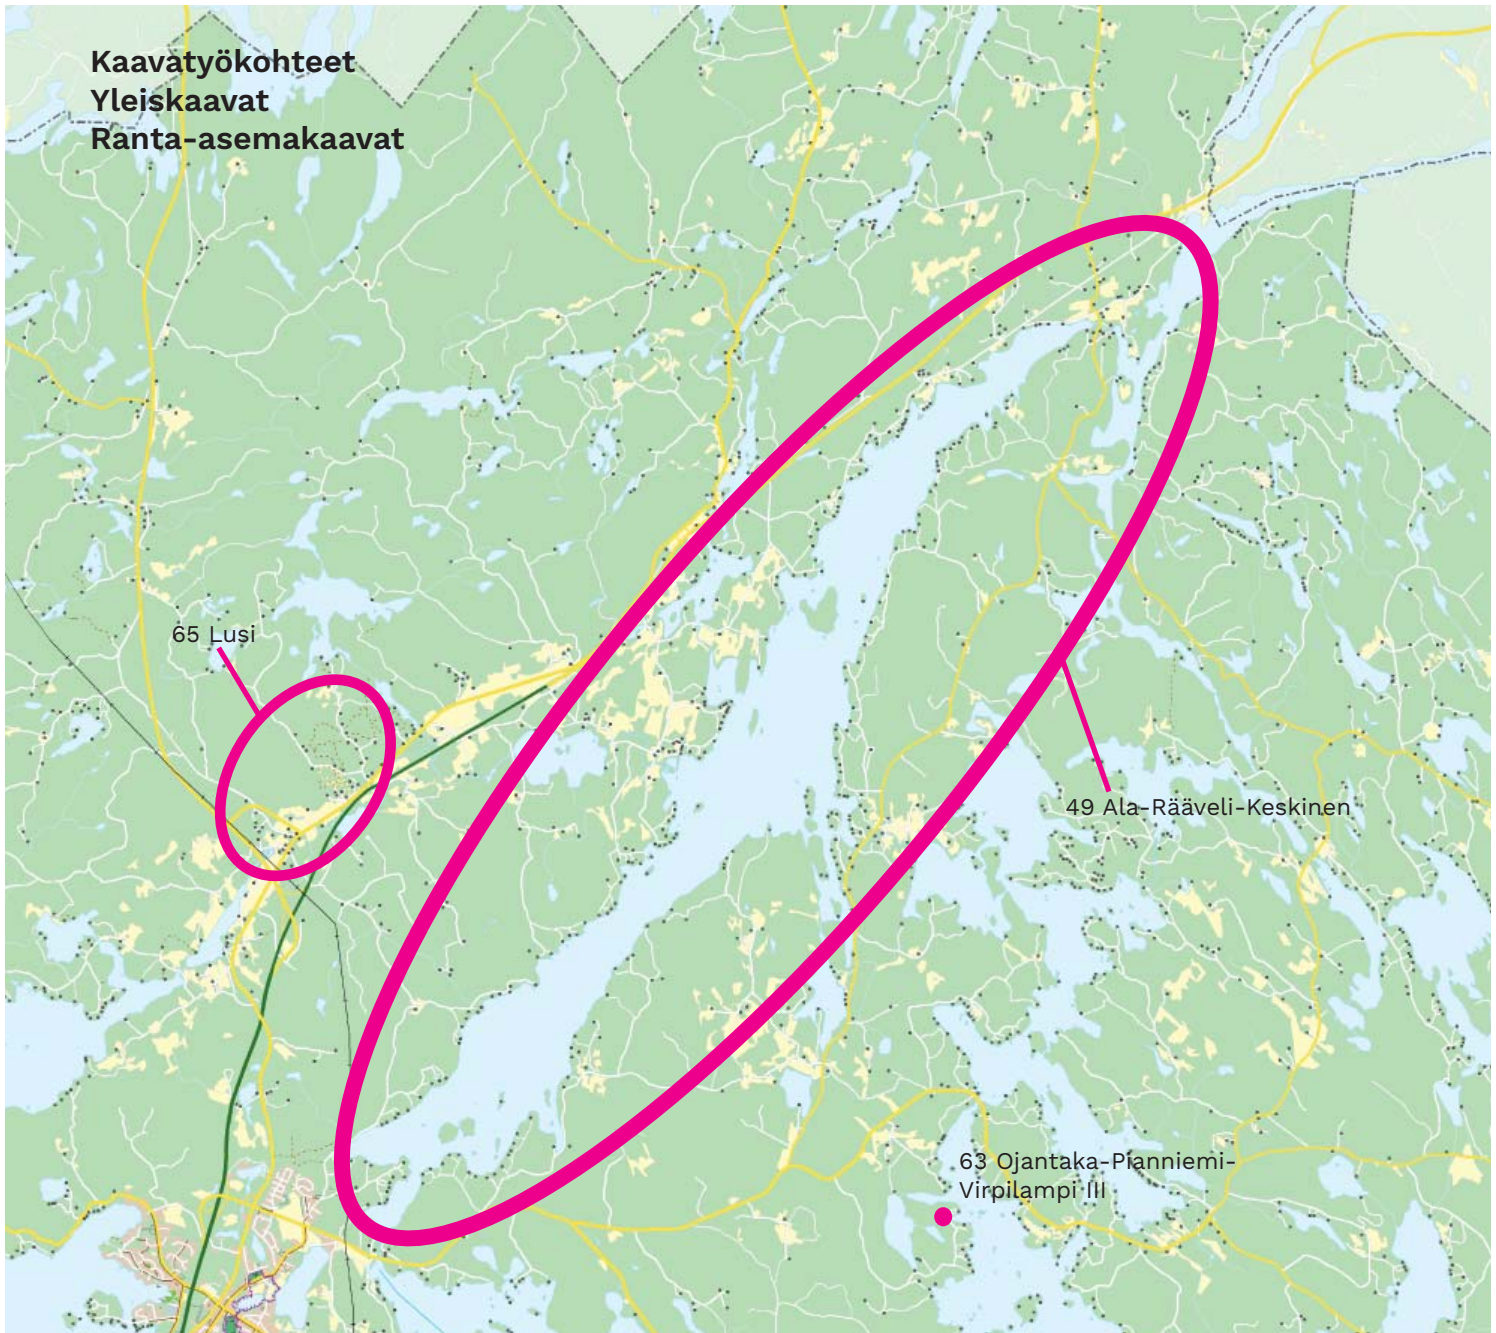 Kaavatyökohteet
Yleiskaavat
Ranta-asemakaavat
65 Lusi
49 Ala-Rääveli-Keskinen
63 Ojantaka-Pianniemi-
Virpilampi III